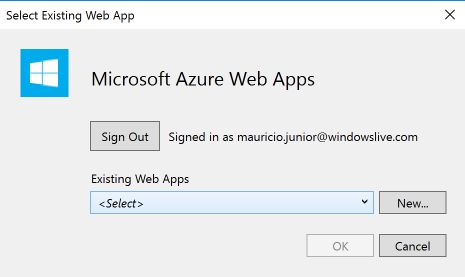 Select Existing Web App
Microsoft Azure Web Apps
Sign Out Signed in as mauricio.junior@windowslive.com
Existing Web Apps
<Select> New...
OK Cancel